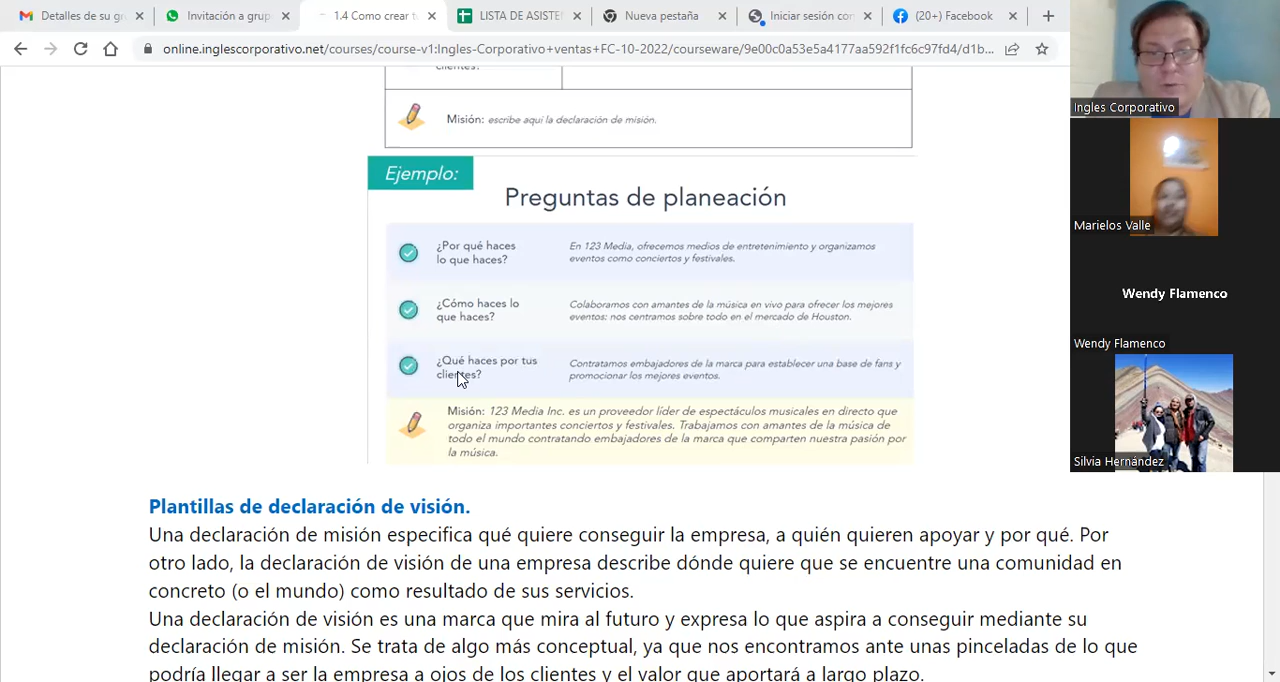 Detalles de su gr
Invitación a grup
1.4 Como crear t
LISTA DE ASISTE
Nueva pestaña
Iniciar sesión co
(20+) Facebook
online.inglescorporativo.net/courses/course-v1:Ingles-Corporativo+ventas+FC-10-2022/courseware/9e00c0a53e5a4177aa592f1fc6c97fd4/d1b...
clientes?
Misión: escribe aquí la declaración de misión.
Ejemplo:
Preguntas de planeación
¿Por qué haces
lo que haces?
En 123 Media, ofrecemos medios de entretenimiento y organizamos
eventos como conciertos y festivales.
¿Cómo haces lo
que haces?
Colaboramos con amantes de la música en vivo para ofrecer los mejores
eventos: nos centramos sobre todo en el mercado de Houston.
¿Qué haces por tus
clientes?
Contratamos embajadores de la marca para establecer una base de fans y
promocionar los mejores eventos.
Misión: 123 Media Inc. es un proveedor líder de espectáculos musicales en directo que
organiza importantes conciertos y festivales. Trabajamos con amantes de la música de
todo el mundo contratando embajadores de la marca que comparten nuestra pasión por
la música.
Plantillas de declaración de visión.
Una declaración de misión especifica qué quiere conseguir la empresa, a quién quieren apoyar y por qué. Por
otro lado, la declaración de visión de una empresa describe dónde quiere que se encuentre una comunidad en
concreto (o el mundo) como resultado de sus servicios.
Una declaración de visión es una marca que mira al futuro y expresa lo que aspira a conseguir mediante su
declaración de misión. Se trata de algo más conceptual, ya que nos encontramos ante unas pinceladas de lo que
podría llegar a ser la empresa a ojos de los clientes y el valor que aportará a largo plazo.
Ingles Corporativo
Marielos Valle
Wendy Flamenco
Wendy Flamenco
Silvia Hernández